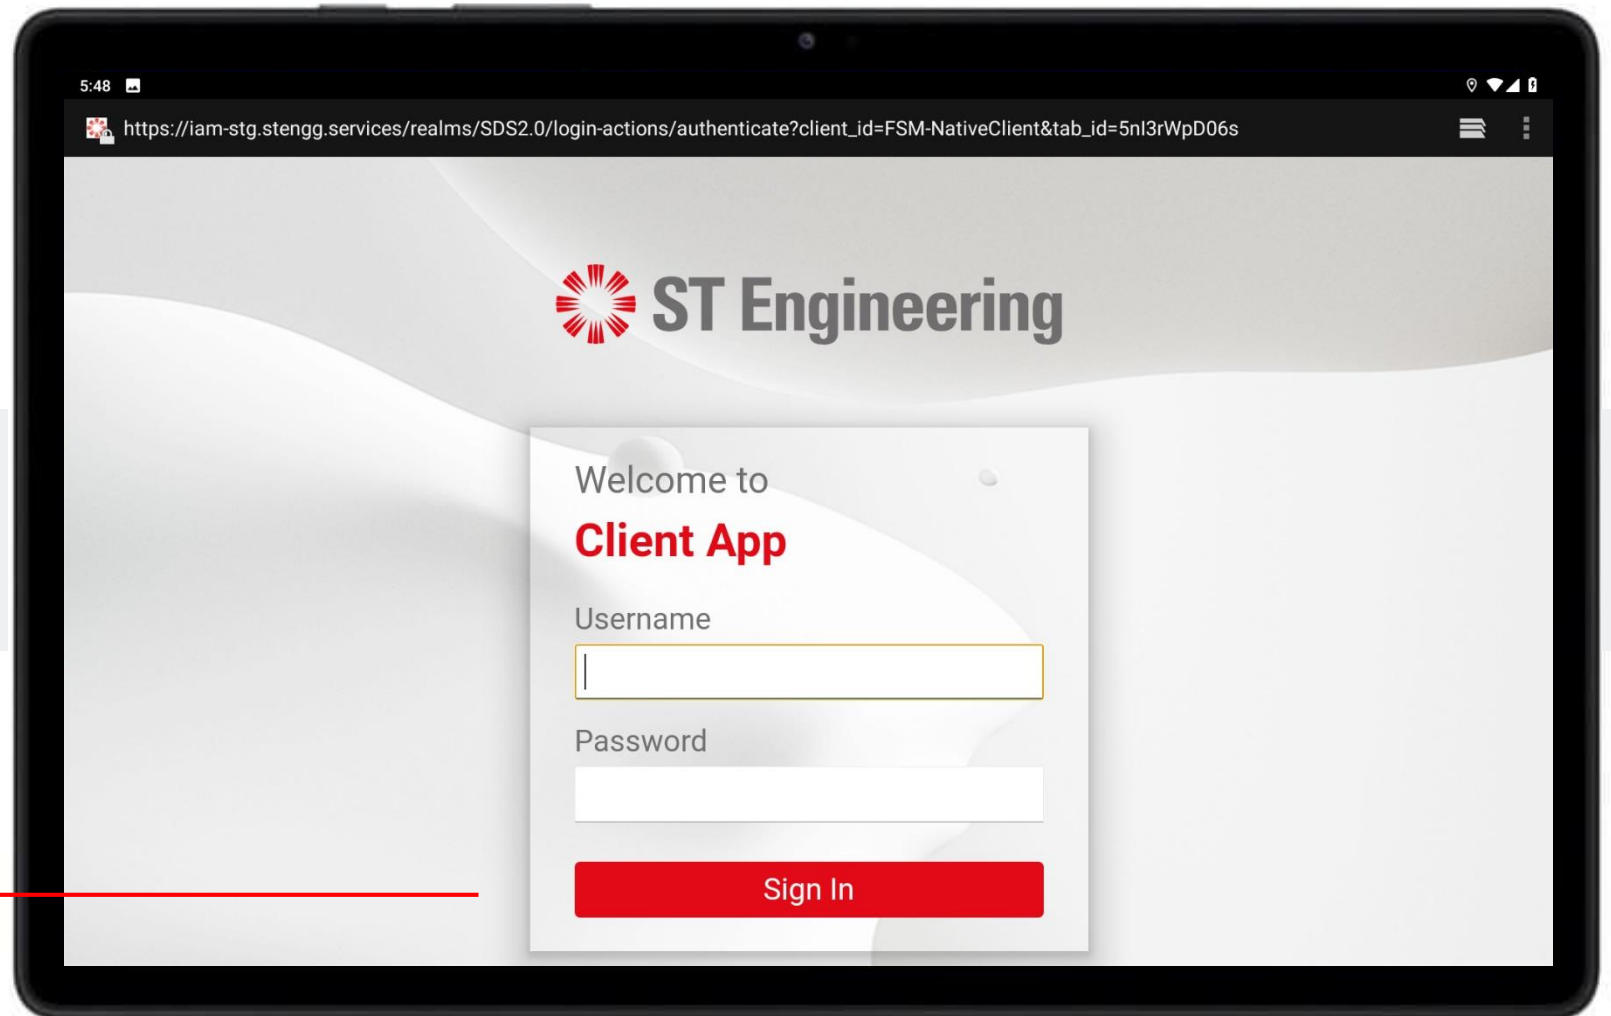 5:48
https://iam-stg.stengg.services/realms/SDS2.0/login-actions/authenticate?client_id=FSM-NativeClient&tab_id=5nI3rWpD06s
ST Engineering
Welcome to
Client App
Username
Password
Sign In